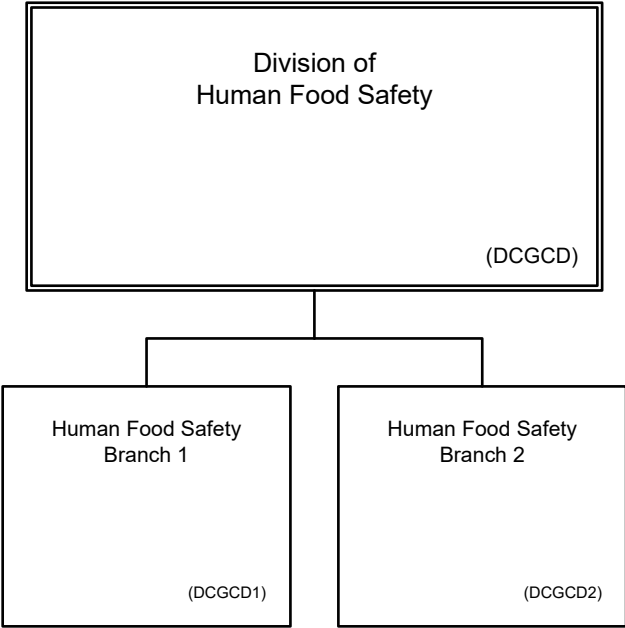 Division of
Human Food Safety
(DCGCD)
Human Food Safety
Branch 1
(DCGCD1)
Human Food Safety
Branch 2
(DCGCD2)